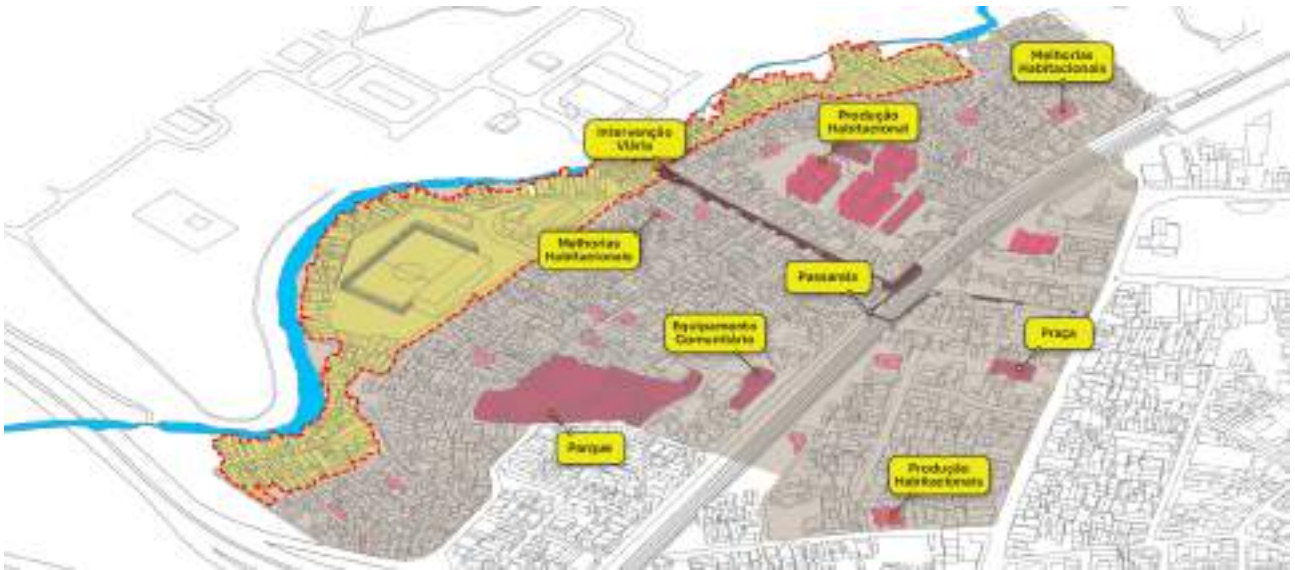 Melhorias
Habitacionais
Produção
Habitacional
Intervenção
Viária
Melhorias
Habitacionais
Passarela
Equipamento
Comunitário
Praça
Parque
Produção
Habitacionais